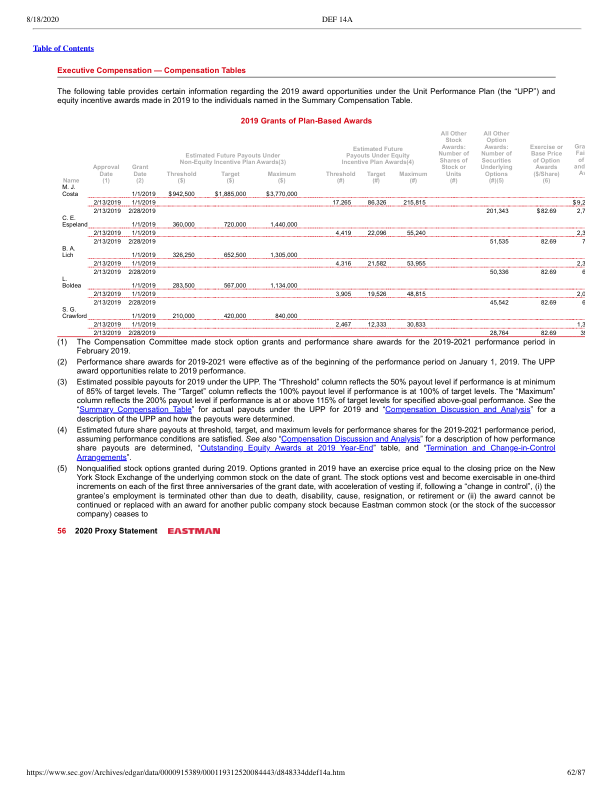 8/18/2020 DEF 14A
Table of Contents
Executive Compensation — Compensation Tables
The following table provides certain information regarding the 2019 award opportunities under the Unit Performance Plan (the “UPP”) and
equity incentive awards made in 2019 to the individuals named in the Summary Compensation Table.
2019 Grants of Plan-Based Awards
Name
Approval Date (1)
Grant Date (2)
Estimated Future Payouts Under Non-Equity Incentive Plan Awards(3)
Threshold ($) Target ($) Maximum ($)
Estimated Future Payouts Under Equity Incentive Plan Awards(4)
Threshold (#) Target (#) Maximum (#)
All Other Stock Awards: Number of Shares of Stock or Units (#)
All Other Option Awards: Number of Securities Underlying Options (#)(5)
Exercise or Base Price of Option Awards ($/Share) (6)
M. J.
Costa 1/1/2019 $942,500 $1,885,000 $3,770,000
2/13/2019 1/1/2019 17,265 86,326 215,815 $9,2
2/13/2019 2/28/2019 201,343 $82.69 2,7
C. E.
Espeland 1/1/2019 360,000 720,000 1,440,000
2/13/2019 1/1/2019 4,419 22,096 55,240 2,3
2/13/2019 2/28/2019 51,535 82.69 7
B. A.
Lich 1/1/2019 326,250 652,500 1,305,000
2/13/2019 1/1/2019 4,316 21,582 53,955 2,3
2/13/2019 2/28/2019 50,336 82.69 6
L.
Boldea 1/1/2019 283,500 567,000 1,134,000
2/13/2019 1/1/2019 3,905 19,526 48,815 2,0
2/13/2019 2/28/2019 45,542 82.69 6
S. G.
Crawford 1/1/2019 210,000 420,000 840,000
2/13/2019 1/1/2019 2,467 12,333 30,833 1,3
2/13/2019 2/28/2019 28,764 82.69
(1) The Compensation Committee made stock option grants and performance share awards for the 2019-2021 performance period in
February 2019.
(2) Performance share awards for 2019-2021 were effective as of the beginning of the performance period on January 1, 2019. The UPP
award opportunities relate to 2019 performance.
(3) Estimated possible payouts for 2019 under the UPP. The “Threshold” column reflects the 50% payout level if performance is at minimum
of 85% of target levels. The “Target” column reflects the 100% payout level if performance is at 100% of target levels. The “Maximum”
column reflects the 200% payout level if performance is at or above 115% of target levels for specified above-goal performance. See the
“Summary Compensation Table” for actual payouts under the UPP for 2019 and “Compensation Discussion and Analysis” for a
description of the UPP and how the payouts were determined.
(4) Estimated future share payouts at threshold, target, and maximum levels for performance shares for the 2019-2021 performance period,
assuming performance conditions are satisfied. See also “Compensation Discussion and Analysis” for a description of how performance
share payouts are determined, “Outstanding Equity Awards at 2019 Year-End” table, and “Termination and Change-in-Control
Arrangements”.
(5) Nonqualified stock options granted during 2019. Options granted in 2019 have an exercise price equal to the closing price on the New
York Stock Exchange of the underlying common stock on the date of grant. The stock options vest and become exercisable in one-third
increments on each of the first three anniversaries of the grant date, with acceleration of vesting if, following a “change in control”, (i) the
grantee’s employment is terminated other than due to death, disability, cause, resignation, or retirement or (ii) the award cannot be
continued or replaced with an award for another public company stock because Eastman common stock (or the stock of the successor
company) ceases to
56 2020 Proxy Statement EASTMAN
https://www.sec.gov/Archives/edgar/data/0000915389/000119312520084443/d848334ddef14a.htm 62/87